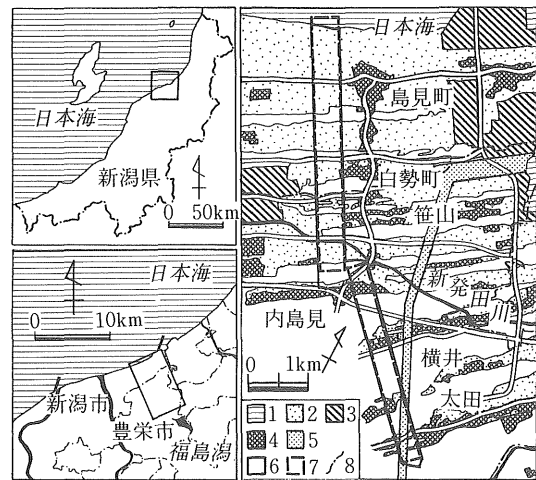 日本海
新潟県
0 50km
日本海
0 10km
新潟市
豊栄市
福島潟
日本海
島見町
白勢町
笹山
新発田川
内島見
横井
太田
0 1km
1 2 3
4 5
6 7 8